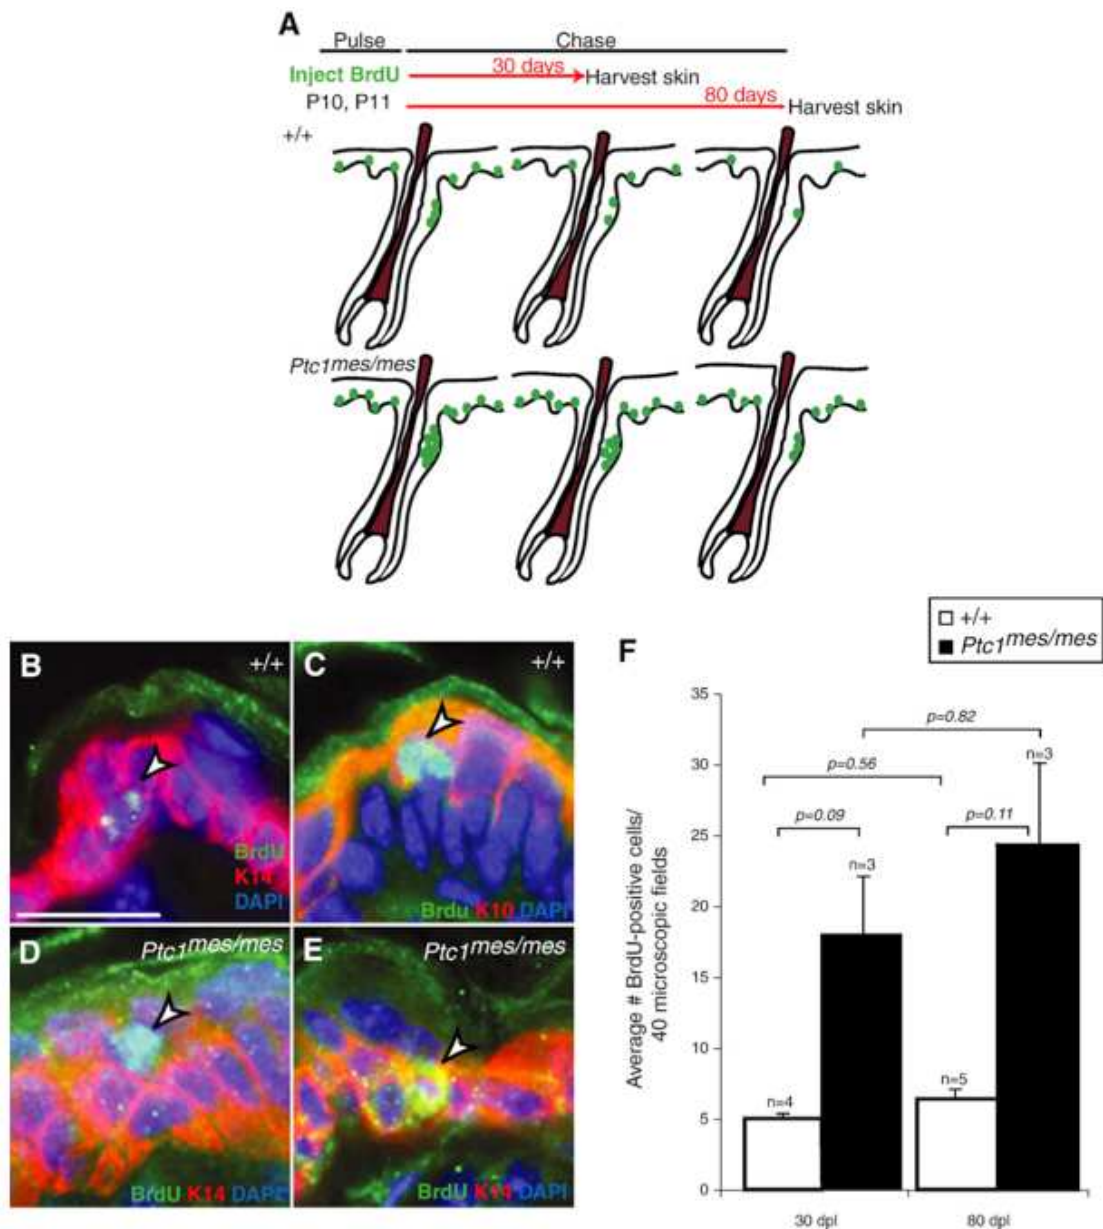 A
Pulse Chase
Inject BrdU 30 days Harvest skin
P10, P11 80 days Harvest skin
+/+
Ptc1mes/mes
B +/+
BrdU
K14
DAPI
C +/+
Brdu K10 DAPI
D Ptc1mes/mes
BrdU K14 DAPI
E Ptc1mes/mes
BrdU K14 DAPI
F
+/+
Ptc1mes/mes
Average # BrdU-positive cells/
40 microscopic fields
35
30
25
20
15
10
5
0
p=0.82
p=0.56
p=0.09
p=0.11
n=4
n=3
n=5
n=3
30 dpl
80 dpl